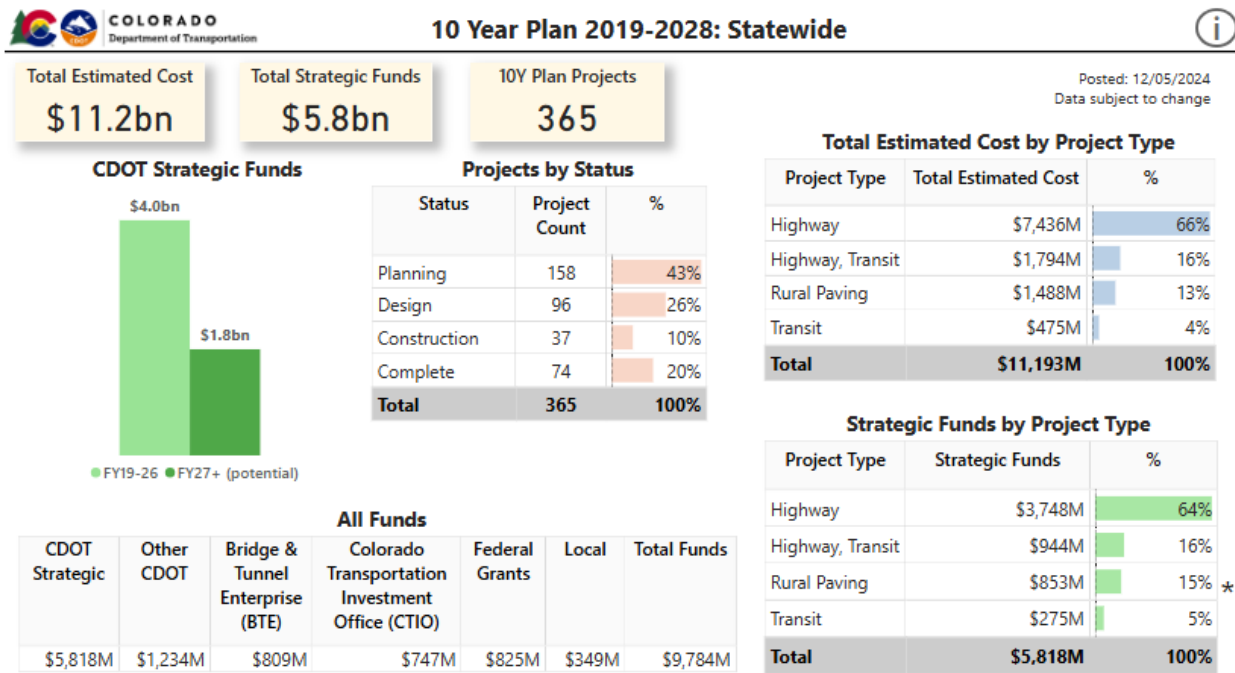 COLORADO
Department of Transportation
CDOT
10 Year Plan 2019-2028: Statewide
i
Total Estimated Cost
$11.2bn
Total Strategic Funds
$5.8bn
10Y Plan Projects
365
Posted: 12/05/2024
Data subject to change
CDOT Strategic Funds
$4.0bn
$1.8bn
FY19-26 FY27+ (potential)
Projects by Status
Status Project Count %
Planning 158 43%
Design 96 26%
Construction 37 10%
Complete 74 20%
Total 365 100%
Total Estimated Cost by Project Type
Project Type Total Estimated Cost %
Highway $7,436M 66%
Highway, Transit $1,794M 16%
Rural Paving $1,488M 13%
Transit $475M 4%
Total $11,193M 100%
Strategic Funds by Project Type
Project Type Strategic Funds %
Highway $3,748M 64%
Highway, Transit $944M 16%
Rural Paving $853M 15% *
Transit $275M 5%
Total $5,818M 100%
All Funds
CDOT Strategic Other CDOT Bridge & Tunnel Enterprise (BTE) Colorado Transportation Investment Office (CTIO) Federal Grants Local Total Funds
$5,818M $1,234M $809M $747M $825M $349M $9,784M